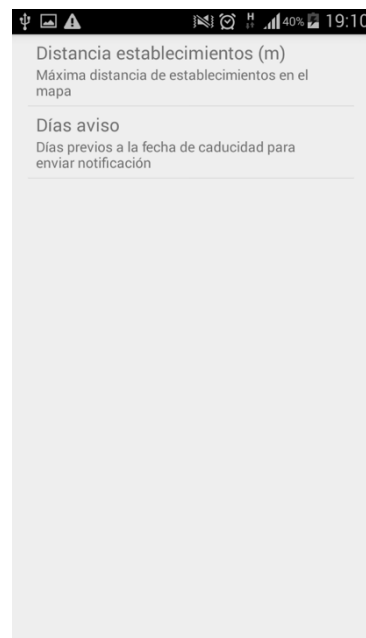 H 40% 19:10
Distancia establecimientos (m)
Máxima distancia de establecimientos en el
mapa
Días aviso
Días previos a la fecha de caducidad para
enviar notificación